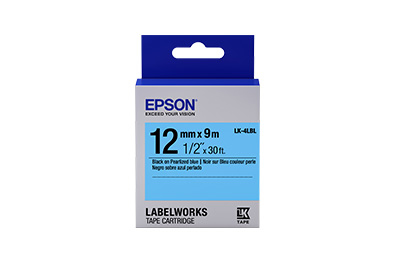 EPSON
EXCEED YOUR VISION
LK-4LBL
12 mm x 9 m
1/2" x 30 ft.
Black on Pearlized blue | Noir sur Bleu couleur perle
Negro sobre azul perlado
LABELWORKS
TAPE CARTRIDGE
LK
TAPE